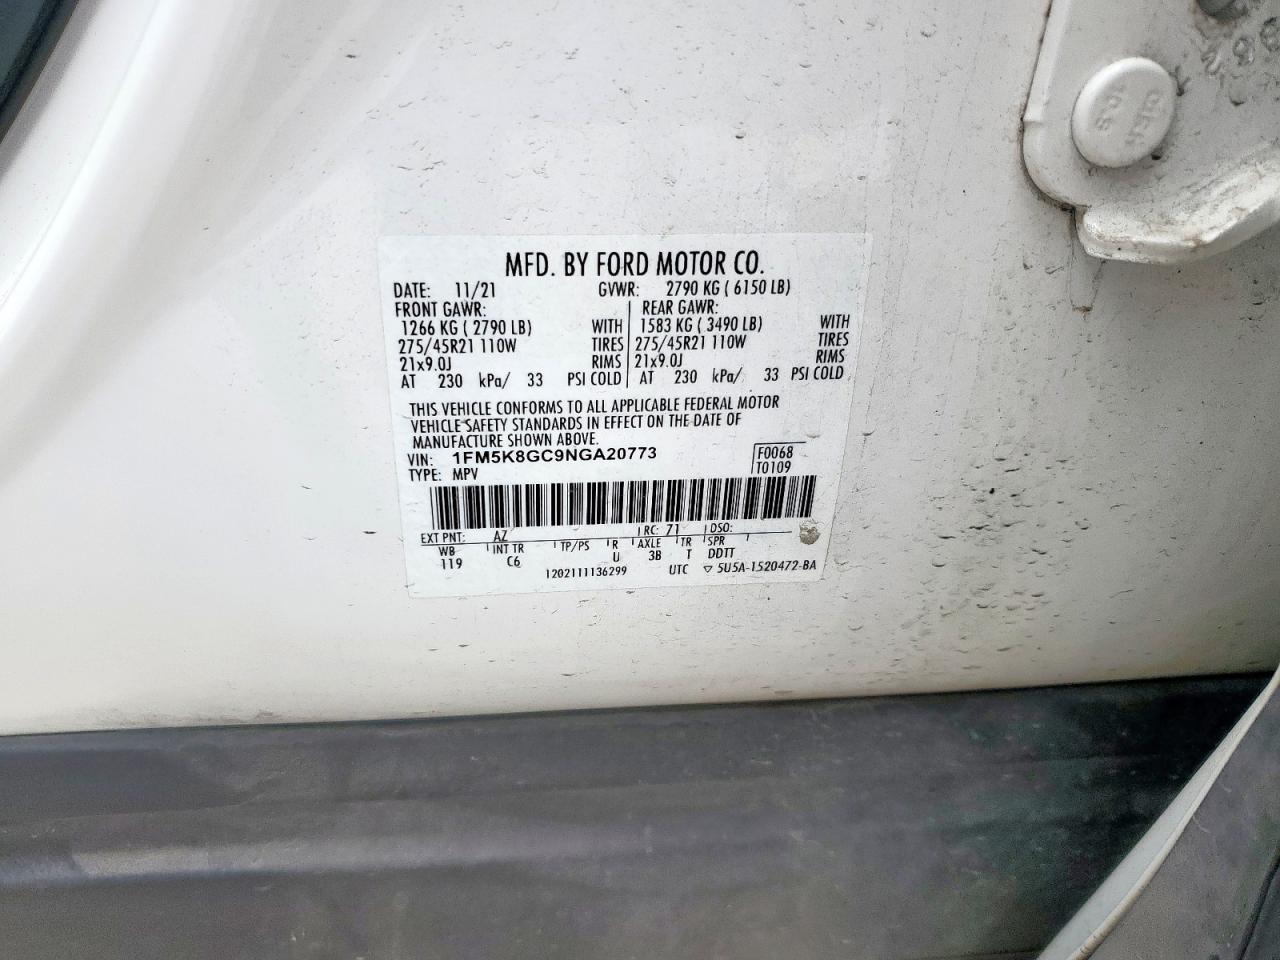 MFD. BY FORD MOTOR CO.
DATE: 11/21 GVWR: 2790 KG ( 6150 LB)
FRONT GAWR: REAR GAWR:
1266 KG ( 2790 LB) WITH 1583 KG ( 3490 LB) WITH
275/45R21 110W TIRES 275/45R21 110W TIRES
21x9.0J RIMS 21x9.0J RIMS
AT 230 kPa/ 33 PSI COLD AT 230 kPa/ 33 PSI COLD
THIS VEHICLE CONFORMS TO ALL APPLICABLE FEDERAL MOTOR
VEHICLE SAFETY STANDARDS IN EFFECT ON THE DATE OF
MANUFACTURE SHOWN ABOVE.
VIN: 1FM5K8GC9NGA20773 F0068
TYPE: MPV T0109
EXT PNT: AZ RC: 71 DSO:
WB INT TR TP/PS R AXLE TR SPR
119 C6 U 3B T DDTT
1202111136299 UTC ▽ 5U5A-1520472-BA
10.9